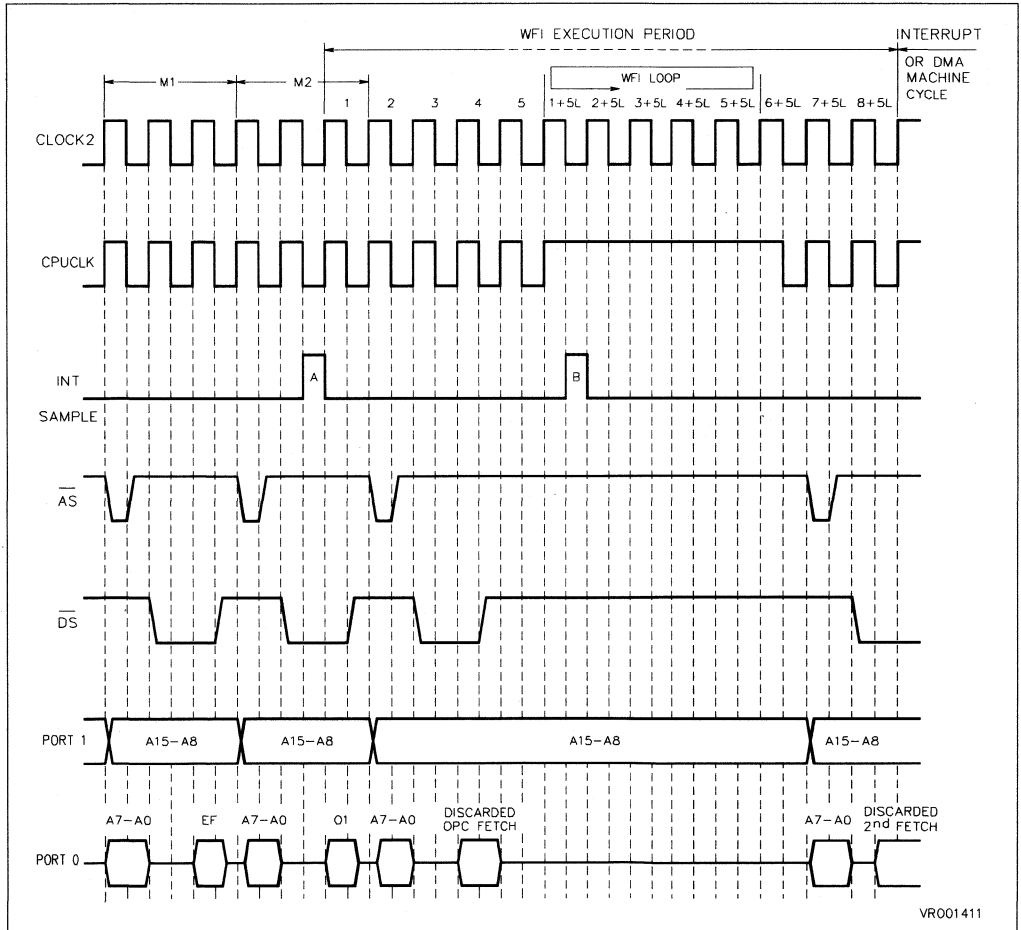 WFI EXECUTION PERIOD
INTERRUPT
OR DMA
MACHINE
CYCLE
M1
M2
WFI LOOP
1 2 3 4 5 1+5L 2+5L 3+5L 4+5L 5+5L 6+5L 7+5L 8+5L
CLOCK2
CPUCLK
INT
SAMPLE
A
B
AS
DS
PORT 1
A15-A8 A15-A8 A15-A8 A15-A8
A7-A0 EF A7-A0 01 A7-A0
DISCARDED
OPC FETCH
A7-A0
DISCARDED
2nd FETCH
PORT 0
VR001411